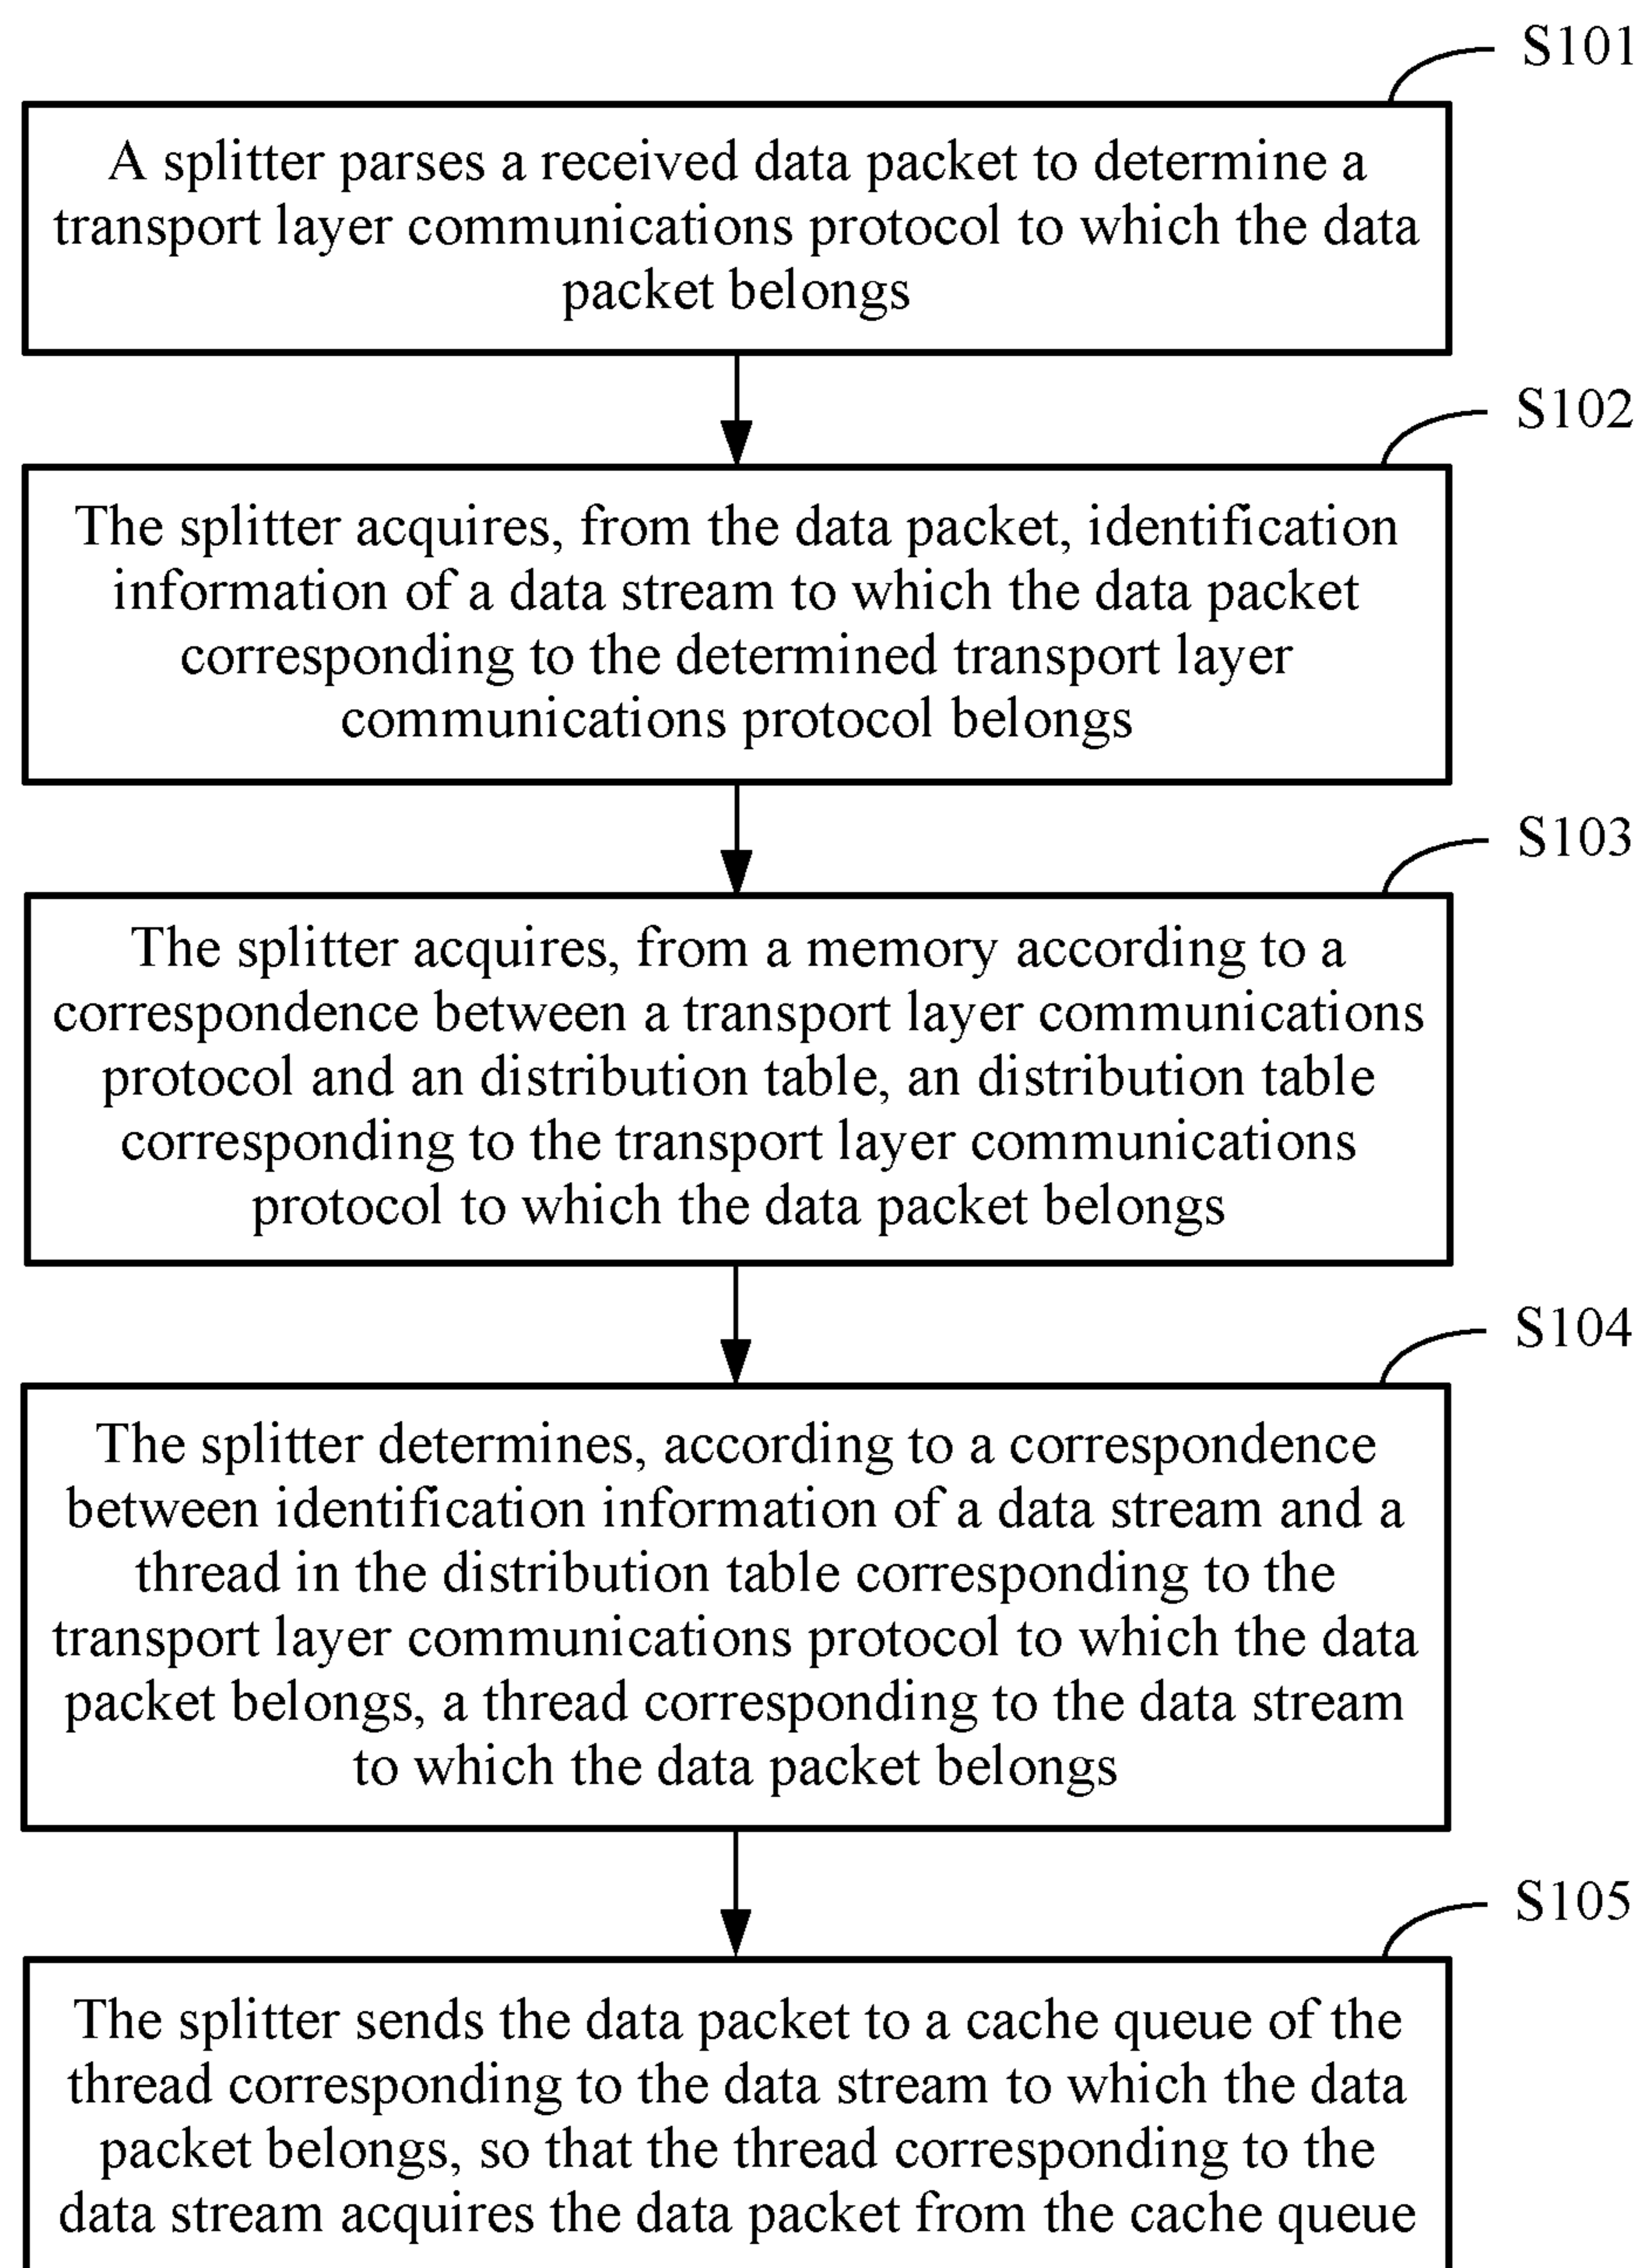 S101
A splitter parses a received data packet to determine a
transport layer communications protocol to which the data
packet belongs
S102
The splitter acquires, from the data packet, identification
information of a data stream to which the data packet
corresponding to the determined transport layer
communications protocol belongs
S103
The splitter acquires, from a memory according to a
correspondence between a transport layer communications
protocol and an distribution table, an distribution table
corresponding to the transport layer communications
protocol to which the data packet belongs
S104
The splitter determines, according to a correspondence
between identification information of a data stream and a
thread in the distribution table corresponding to the
transport layer communications protocol to which the data
packet belongs, a thread corresponding to the data stream
to which the data packet belongs
S105
The splitter sends the data packet to a cache queue of the
thread corresponding to the data stream to which the data
packet belongs, so that the thread corresponding to the
data stream acquires the data packet from the cache queue